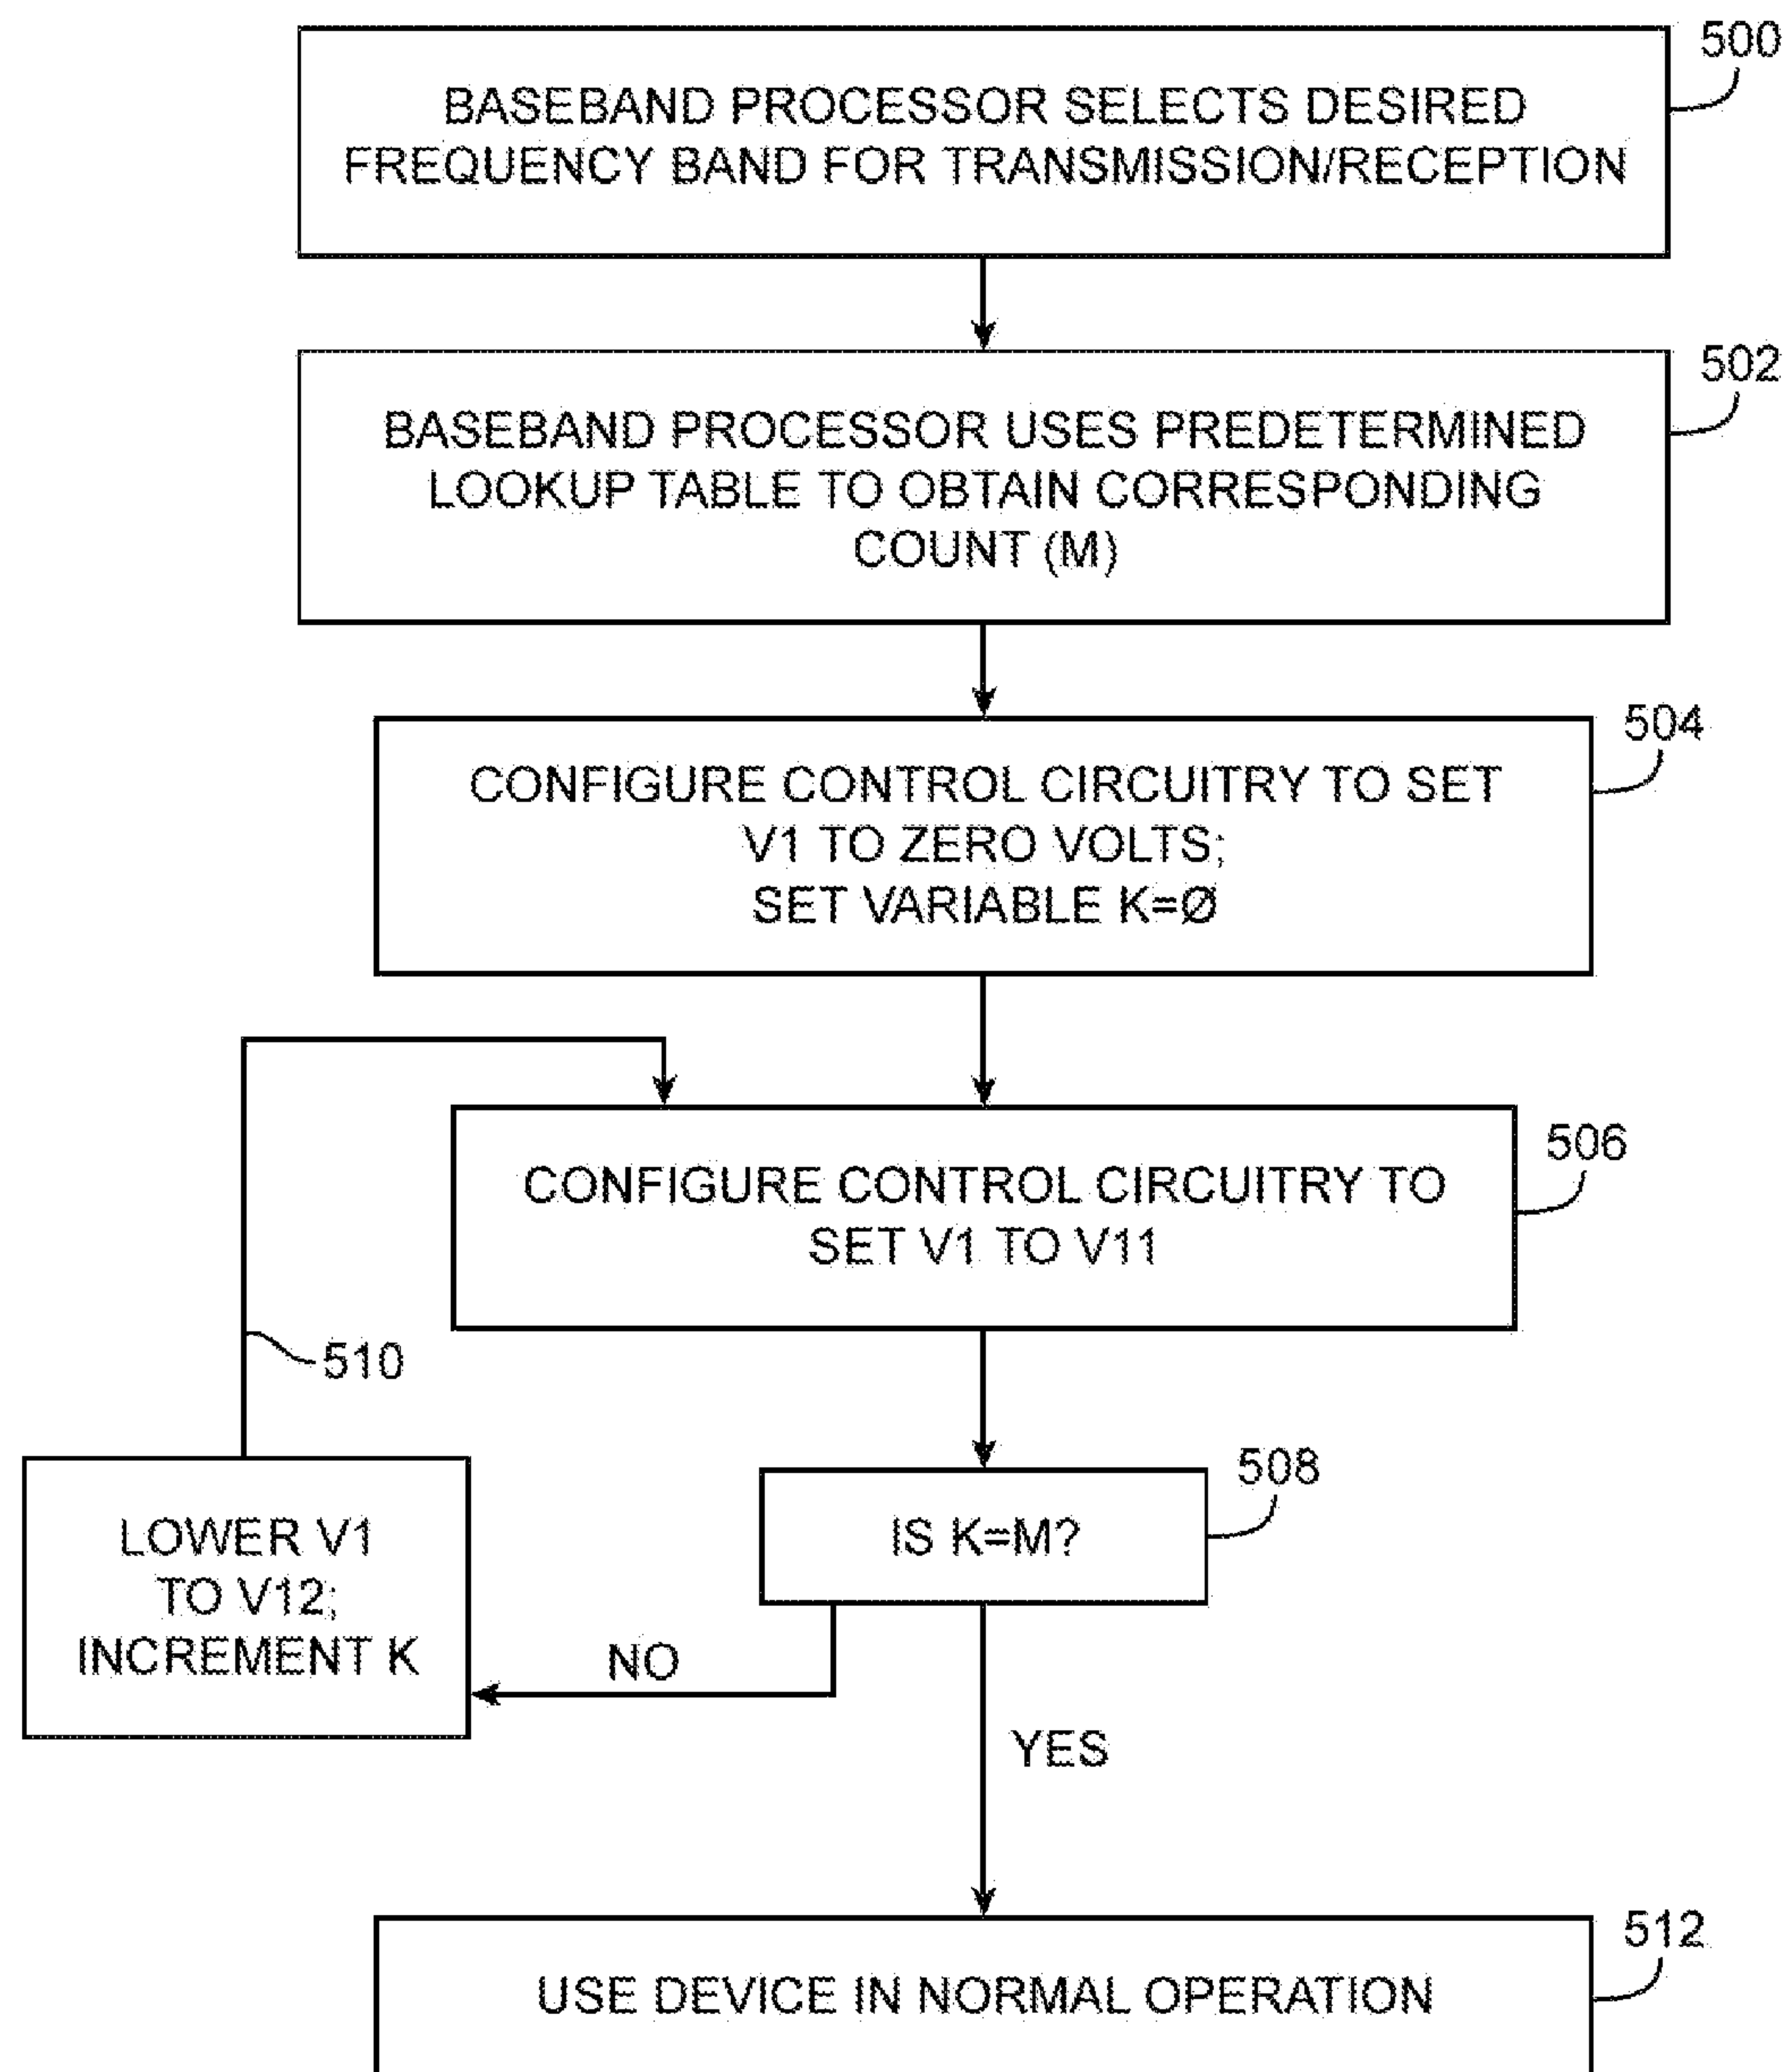 500
BASEBAND PROCESSOR SELECTS DESIRED
FREQUENCY BAND FOR TRANSMISSION/RECEPTION
502
BASEBAND PROCESSOR USES PREDETERMINED
LOOKUP TABLE TO OBTAIN CORRESPONDING
COUNT (M)
504
CONFIGURE CONTROL CIRCUITRY TO SET
V1 TO ZERO VOLTS;
SET VARIABLE K=Ø
506
CONFIGURE CONTROL CIRCUITRY TO
SET V1 TO V11
510
508
IS K=M?
LOWER V1
TO V12;
INCREMENT K
NO
YES
512
USE DEVICE IN NORMAL OPERATION